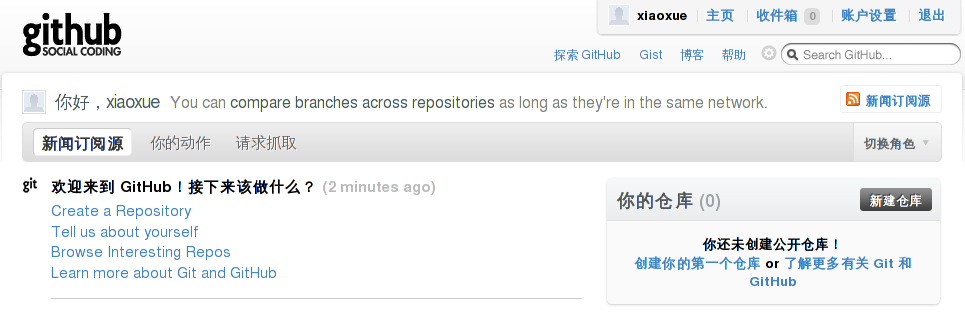 github
SOCIAL CODING
xiaoxue 主页 收件箱 0 账户设置 退出
探索 GitHub Gist 博客 帮助 Search GitHub...
你好，xiaoxue You can compare branches across repositories as long as they're in the same network.
新闻订阅源
新闻订阅源 你的动作 请求抓取 切换角色
git 欢迎来到 GitHub！接下来该做什么？ (2 minutes ago)
Create a Repository
Tell us about yourself
Browse Interesting Repos
Learn more about Git and GitHub
你的仓库 (0) 新建仓库
你还未创建公开仓库！
创建你的第一个仓库 or 了解更多有关 Git 和
GitHub